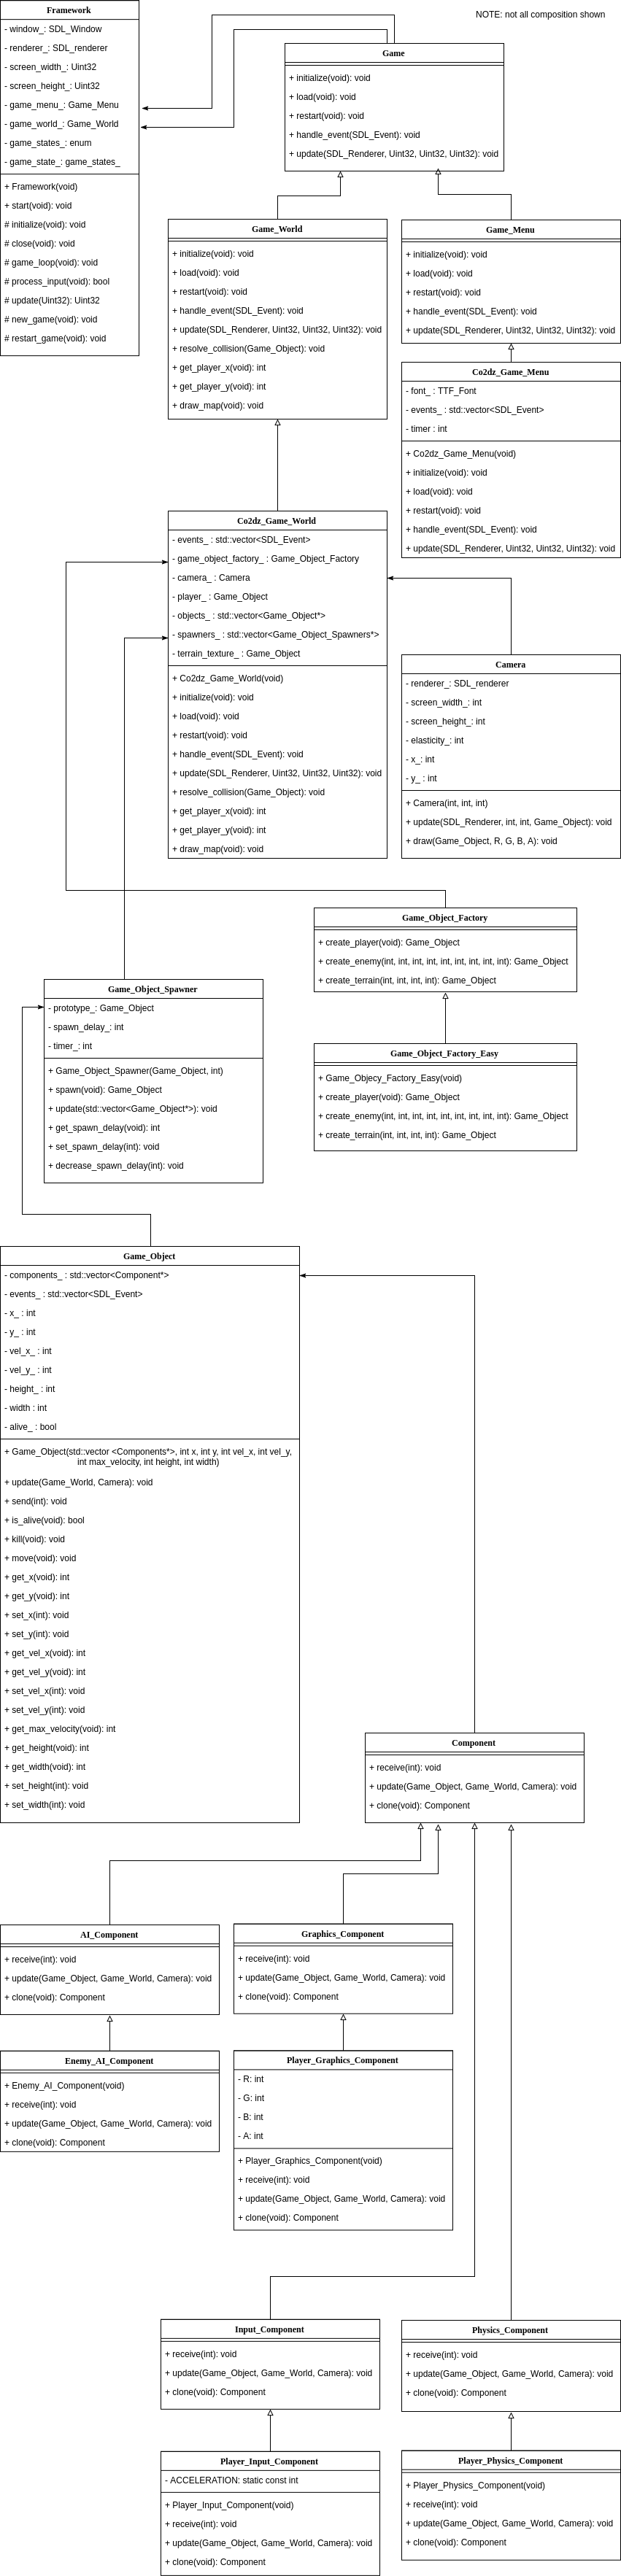 Framework
- window_: SDL_Window
- renderer_: SDL_renderer
- screen_width_: Uint32
- screen_height_: Uint32
- game_menu_: Game_Menu
- game_world_: Game_World
- game_states_: enum
- game_state_: game_states_
+ Framework(void)
+ start(void): void
# initialize(void): void
# close(void): void
# game_loop(void): void
# process_input(void): bool
# update(Uint32): Uint32
# new_game(void): void
# restart_game(void): void
NOTE: not all composition shown
Game
+ initialize(void): void
+ load(void): void
+ restart(void): void
+ handle_event(SDL_Event): void
+ update(SDL_Renderer, Uint32, Uint32, Uint32): void
Game_World
+ initialize(void): void
+ load(void): void
+ restart(void): void
+ handle_event(SDL_Event): void
+ update(SDL_Renderer, Uint32, Uint32, Uint32): void
+ resolve_collision(Game_Object): void
+ get_player_x(void): int
+ get_player_y(void): int
+ draw_map(void): void
Game_Menu
+ initialize(void): void
+ load(void): void
+ restart(void): void
+ handle_event(SDL_Event): void
+ update(SDL_Renderer, Uint32, Uint32, Uint32): void
Co2dz_Game_Menu
- font_ : TTF_Font
- events_ : std::vector<SDL_Event>
- timer : int
+ Co2dz_Game_Menu(void)
+ initialize(void): void
+ load(void): void
+ restart(void): void
+ handle_event(SDL_Event): void
+ update(SDL_Renderer, Uint32, Uint32, Uint32): void
Co2dz_Game_World
- events_ : std::vector<SDL_Event>
- game_object_factory_ : Game_Object_Factory
- camera_ : Camera
- player_ : Game_Object
- objects_ : std::vector<Game_Object*>
- spawners_ : std::vector<Game_Object_Spawners*>
- terrain_texture_ : Game_Object
+ Co2dz_Game_World(void)
+ initialize(void): void
+ load(void): void
+ restart(void): void
+ handle_event(SDL_Event): void
+ update(SDL_Renderer, Uint32, Uint32, Uint32): void
+ resolve_collision(Game_Object): void
+ get_player_x(void): int
+ get_player_y(void): int
+ draw_map(void): void
Camera
- renderer_: SDL_renderer
- screen_width_: int
- screen_height_: int
- elasticity_: int
- x_: int
- y_ : int
+ Camera(int, int, int)
+ update(SDL_Renderer, int, int, Game_Object): void
+ draw(Game_Object, R, G, B, A): void
Game_Object_Factory
+ create_player(void): Game_Object
+ create_enemy(int, int, int, int, int, int, int, int, int): Game_Object
+ create_terrain(int, int, int, int): Game_Object
Game_Object_Spawner
- prototype_: Game_Object
- spawn_delay_: int
- timer_: int
+ Game_Object_Spawner(Game_Object, int)
+ spawn(void): Game_Object
+ update(std::vector<Game_Object*>): void
+ get_spawn_delay(void): int
+ set_spawn_delay(int): void
+ decrease_spawn_delay(int): void
Game_Object_Factory_Easy
+ Game_Objecy_Factory_Easy(void)
+ create_player(void): Game_Object
+ create_enemy(int, int, int, int, int, int, int, int, int): Game_Object
+ create_terrain(int, int, int, int): Game_Object
Game_Object
- components_ : std::vector<Component*>
- events_ : std::vector<SDL_Event>
- x_ : int
- y_ : int
- vel_x_ : int
- vel_y_ : int
- height_ : int
- width : int
- alive_ : bool
+ Game_Object(std::vector <Components*>, int x, int y, int vel_x, int vel_y,
int max_velocity, int height, int width)
+ update(Game_World, Camera): void
+ send(int): void
+ is_alive(void): bool
+ kill(void): void
+ move(void): void
+ get_x(void): int
+ get_y(void): int
+ set_x(int): void
+ set_y(int): void
+ get_vel_x(void): int
+ get_vel_y(void): int
+ set_vel_x(int): void
+ set_vel_y(int): void
+ get_max_velocity(void): int
+ get_height(void): int
+ get_width(void): int
+ set_height(int): void
+ set_width(int): void
Component
+ receive(int): void
+ update(Game_Object, Game_World, Camera): void
+ clone(void): Component
AI_Component
+ receive(int): void
+ update(Game_Object, Game_World, Camera): void
+ clone(void): Component
Graphics_Component
+ receive(int): void
+ update(Game_Object, Game_World, Camera): void
+ clone(void): Component
Enemy_AI_Component
+ Enemy_AI_Component(void)
+ receive(int): void
+ update(Game_Object, Game_World, Camera): void
+ clone(void): Component
Player_Graphics_Component
- R: int
- G: int
- B: int
- A: int
+ Player_Graphics_Component(void)
+ receive(int): void
+ update(Game_Object, Game_World, Camera): void
+ clone(void): Component
Input_Component
+ receive(int): void
+ update(Game_Object, Game_World, Camera): void
+ clone(void): Component
Physics_Component
+ receive(int): void
+ update(Game_Object, Game_World, Camera): void
+ clone(void): Component
Player_Input_Component
- ACCELERATION: static const int
+ Player_Input_Component(void)
+ receive(int): void
+ update(Game_Object, Game_World, Camera): void
+ clone(void): Component
Player_Physics_Component
+ Player_Physics_Component(void)
+ receive(int): void
+ update(Game_Object, Game_World, Camera): void
+ clone(void): Component